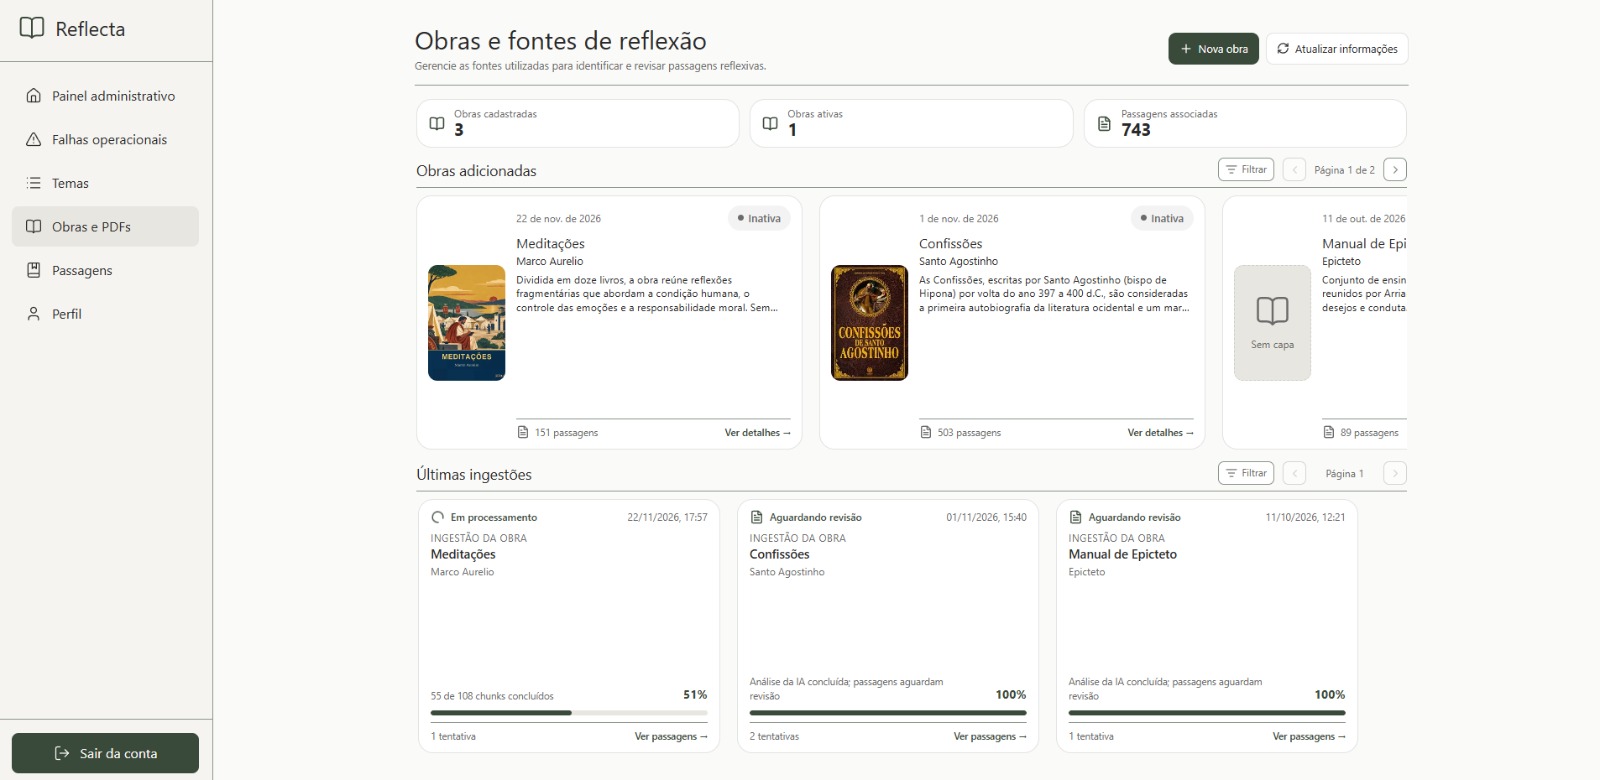 Reflecta
Painel administrativo
Falhas operacionais
Temas
Obras e PDFs
Passagens
Perfil
Sair da conta
Obras e fontes de reflexão
Gerencie as fontes utilizadas para identificar e revisar passagens reflexivas.
Nova obra
Atualizar informações
Obras cadastradas
3
Obras ativas
1
Passagens associadas
743
Obras adicionadas
Filtrar
Página 1 de 2
22 de nov. de 2026
Inativa
Meditações
Marco Aurelio
Dividida em doze livros, a obra reúne reflexões
fragmentárias que abordam a condição humana, o
controle das emoções e a responsabilidade moral. Sem...
MEDITAÇÕES
151 passagens
Ver detalhes →
1 de nov. de 2026
Inativa
Confissões
Santo Agostinho
As Confissões, escritas por Santo Agostinho (bispo de
Hipona) por volta do ano 397 a 400 d.C., são consideradas
a primeira autobiografia da literatura ocidental e um mar...
CONFISSÕES
DE SANTO
AGOSTINHO
503 passagens
Ver detalhes →
11 de out. de 2026
Manual de Epi
Epicteto
Conjunto de ensin
reunidos por Arria
desejos e conduta
Sem capa
89 passagens
Últimas ingestões
Filtrar
Página 1
Em processamento
22/11/2026, 17:57
INGESTÃO DA OBRA
Meditações
Marco Aurelio
55 de 108 chunks concluídos
51%
1 tentativa
Ver passagens →
Aguardando revisão
01/11/2026, 15:40
INGESTÃO DA OBRA
Confissões
Santo Agostinho
Análise da IA concluída; passagens aguardam
revisão
100%
2 tentativas
Ver passagens →
Aguardando revisão
11/10/2026, 12:21
INGESTÃO DA OBRA
Manual de Epicteto
Epicteto
Análise da IA concluída; passagens aguardam
revisão
100%
1 tentativa
Ver passagens →